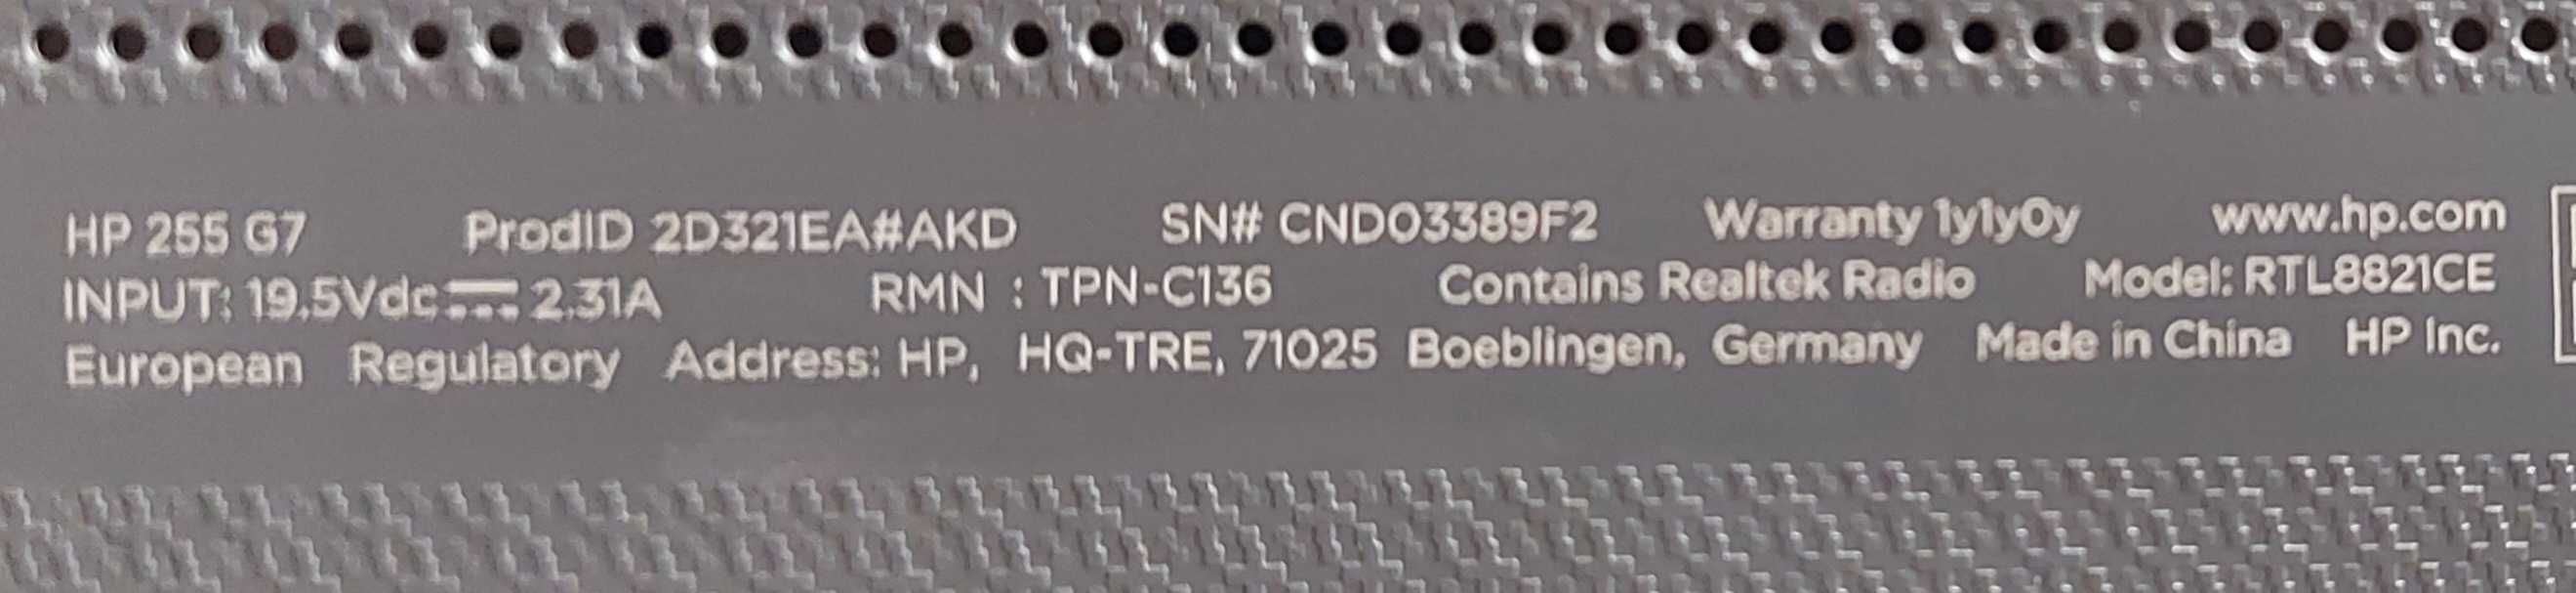 HP 255 G7 ProdID 2D321EA#AKD SN# CND03389F2 Warranty 1y1y0y www.hp.com
INPUT: 19.5Vdc⎓2.31A RMN : TPN-C136 Contains Realtek Radio Model: RTL8821CE
European Regulatory Address: HP, HQ-TRE, 71025 Boeblingen, Germany Made in China HP Inc.